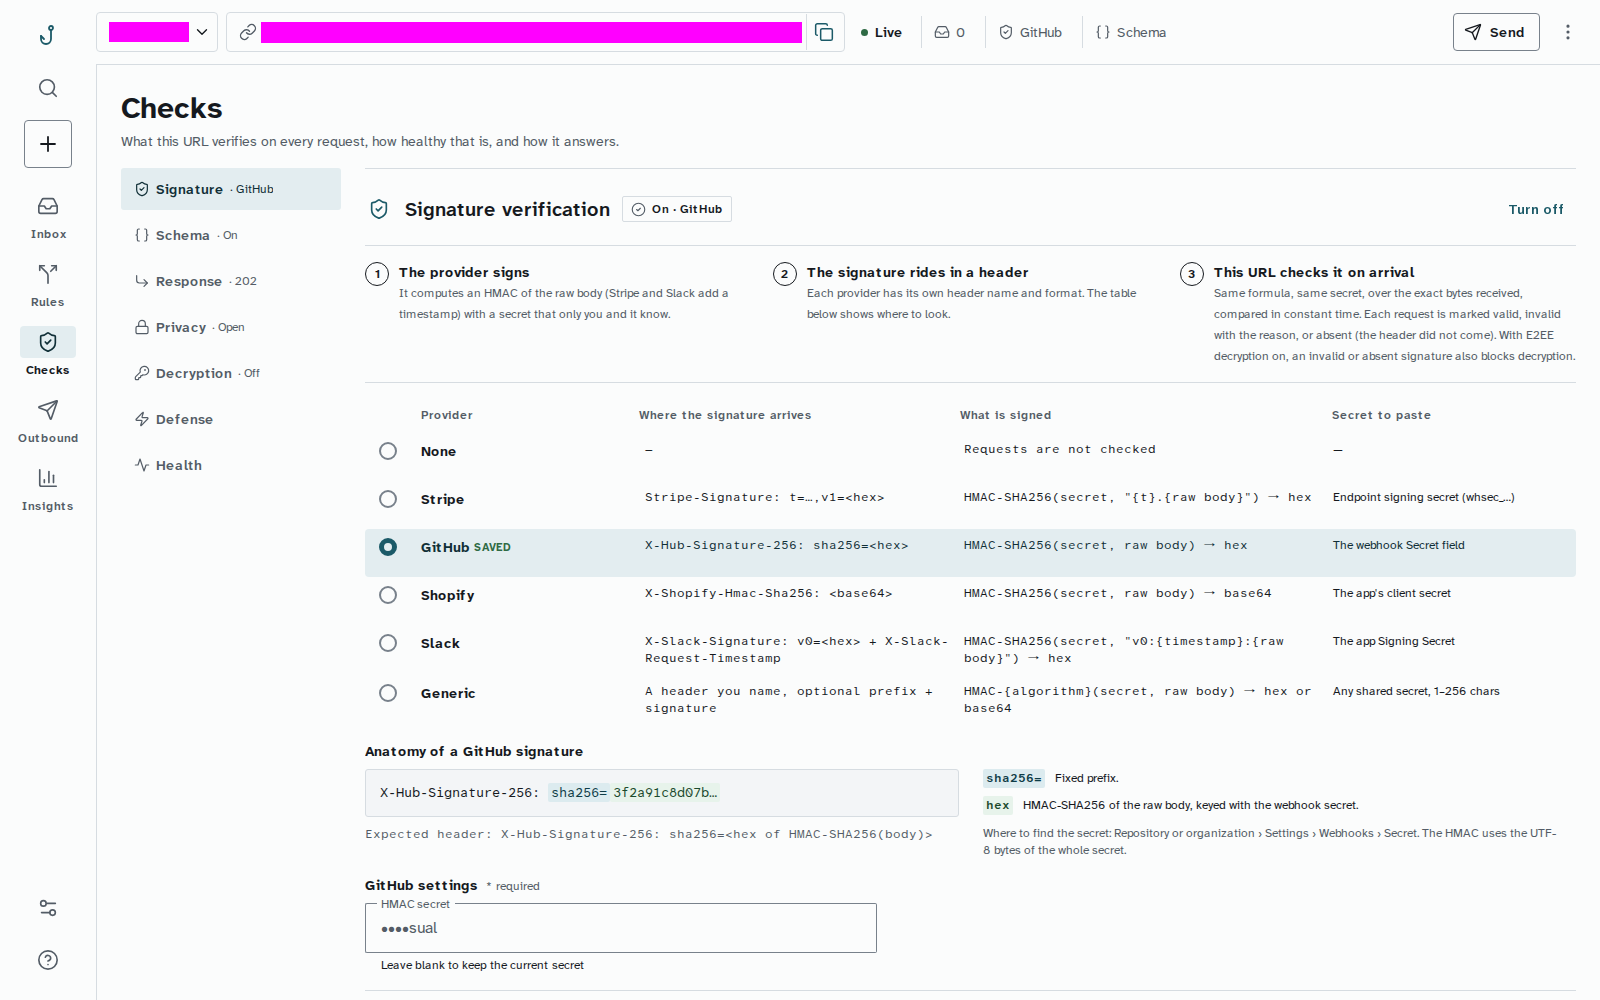 Live
0
GitHub
Schema
Send
Inbox
Rules
Checks
Outbound
Insights
Checks
What this URL verifies on every request, how healthy that is, and how it answers.
Signature · GitHub
Schema · On
Response · 202
Privacy · Open
Decryption · Off
Defense
Health
Signature verification
On · GitHub
Turn off
1
The provider signs
It computes an HMAC of the raw body (Stripe and Slack add a
timestamp) with a secret that only you and it know.
2
The signature rides in a header
Each provider has its own header name and format. The table
below shows where to look.
3
This URL checks it on arrival
Same formula, same secret, over the exact bytes received,
compared in constant time. Each request is marked valid, invalid
with the reason, or absent (the header did not come). With E2EE
decryption on, an invalid or absent signature also blocks decryption.
Provider
Where the signature arrives
What is signed
Secret to paste
None
—
Requests are not checked
—
Stripe
Stripe-Signature: t=…,v1=<hex>
HMAC-SHA256(secret, "{t}.{raw body}") → hex
Endpoint signing secret (whsec_…)
GitHub SAVED
X-Hub-Signature-256: sha256=<hex>
HMAC-SHA256(secret, raw body) → hex
The webhook Secret field
Shopify
X-Shopify-Hmac-Sha256: <base64>
HMAC-SHA256(secret, raw body) → base64
The app's client secret
Slack
X-Slack-Signature: v0=<hex> + X-Slack-
Request-Timestamp
HMAC-SHA256(secret, "v0:{timestamp}:{raw
body}") → hex
The app Signing Secret
Generic
A header you name, optional prefix +
signature
HMAC-{algorithm}(secret, raw body) → hex or
base64
Any shared secret, 1–256 chars
Anatomy of a GitHub signature
X-Hub-Signature-256: sha256= 3f2a91c8d07b…
Expected header: X-Hub-Signature-256: sha256=<hex of HMAC-SHA256(body)>
sha256= Fixed prefix.
hex HMAC-SHA256 of the raw body, keyed with the webhook secret.
Where to find the secret: Repository or organization › Settings › Webhooks › Secret. The HMAC uses the UTF-
8 bytes of the whole secret.
GitHub settings * required
HMAC secret
••••sual
Leave blank to keep the current secret